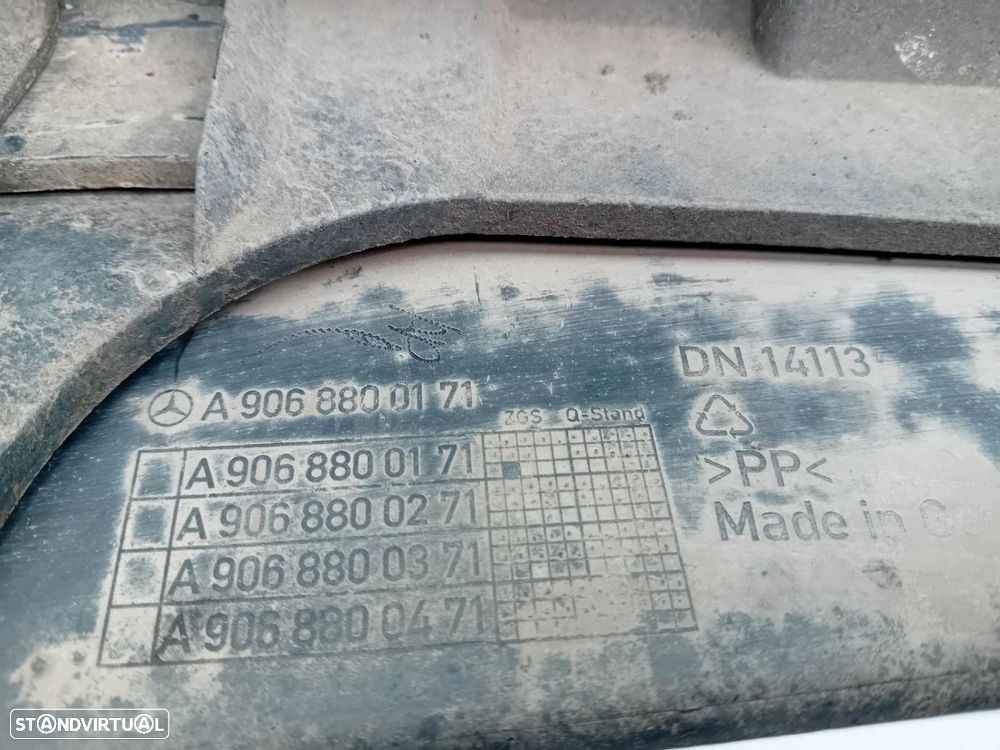 A 906 880 01 71
DN 14113
ZGS Q-Stand
A 906 880 01 71
A 906 880 02 71
A 906 880 03 71
A 906 880 04 71
>PP<
Made in
STANDVIRTUAL